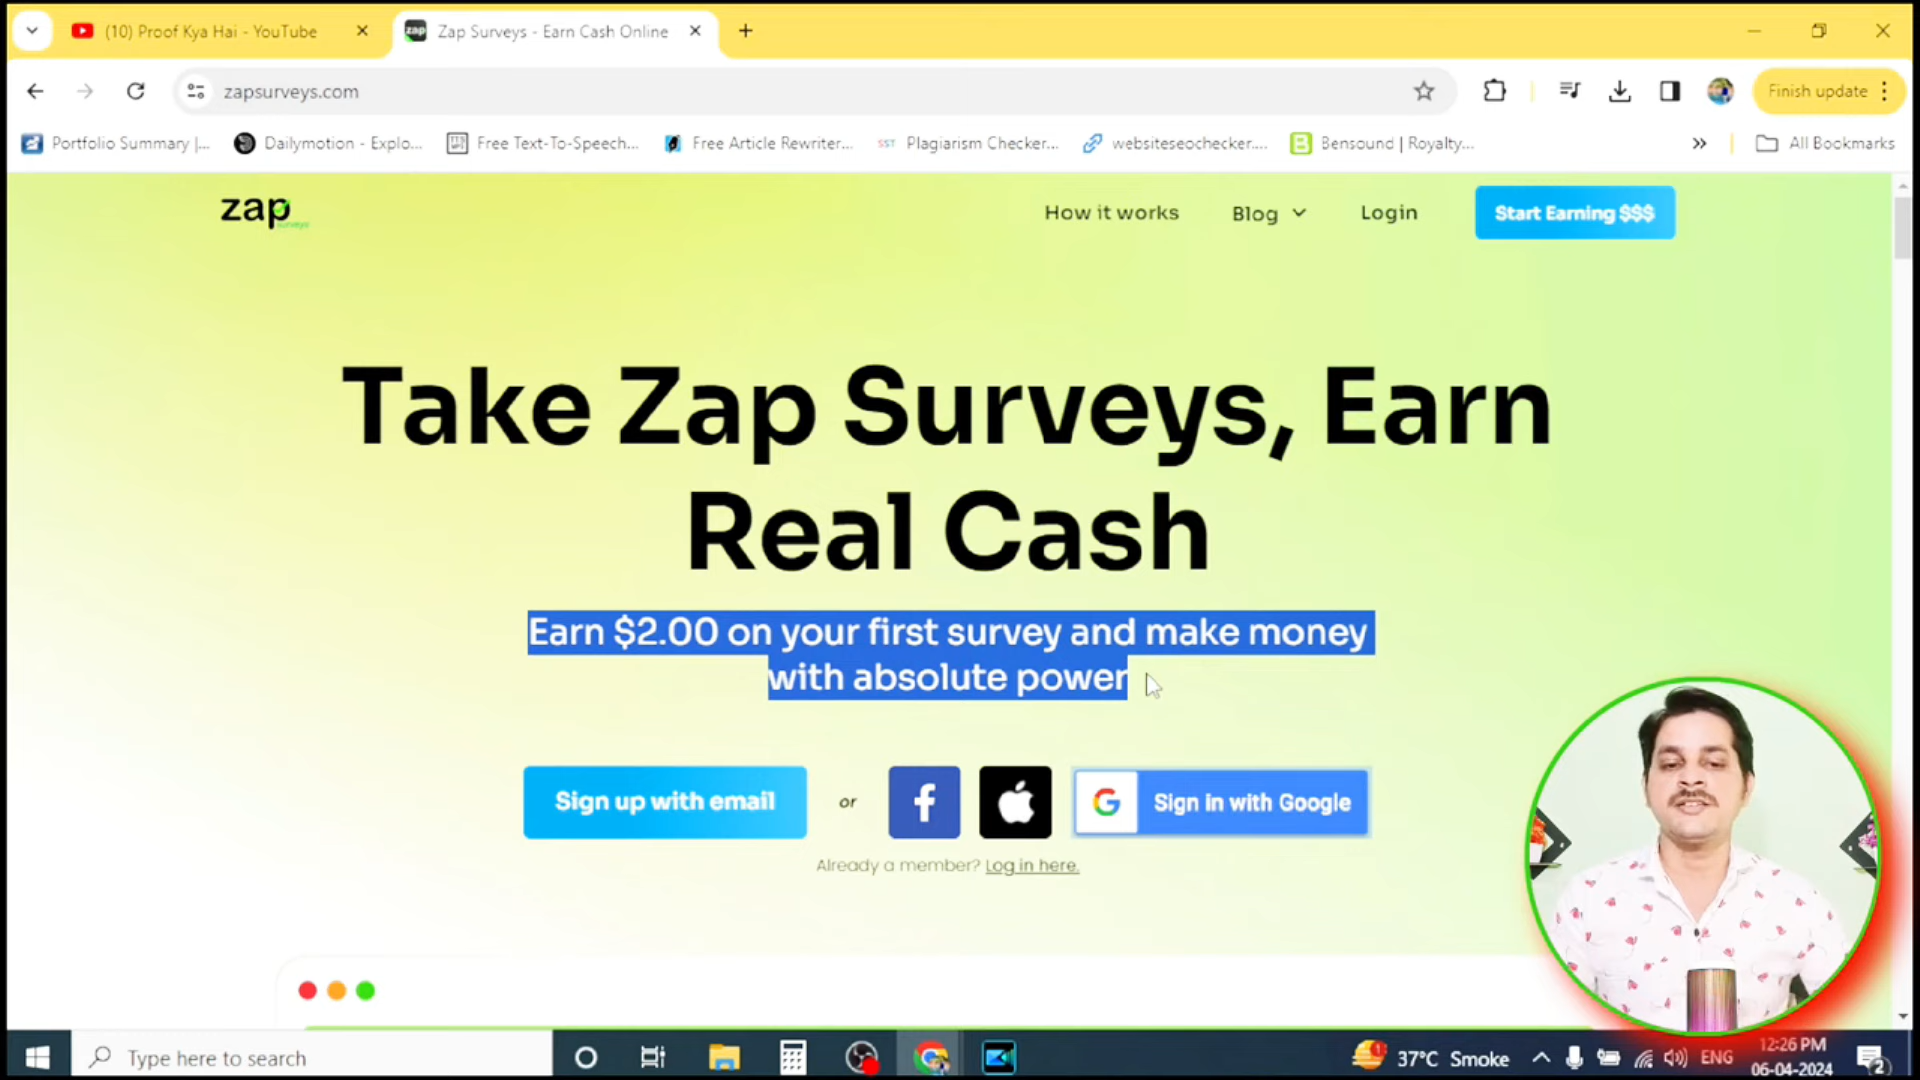 (10) Proof Kya Hai - YouTube
Zap Surveys - Earn Cash Online
zapsurveys.com
Finish update
Portfolio Summary |...
Dailymotion - Explo...
Free Text-To-Speech...
Free Article Rewriter...
SST Plagiarism Checker...
websiteseochecker....
Bensound | Royalty...
All Bookmarks
zap
surveys
How it works
Blog
Login
Start Earning $$$
Take Zap Surveys, Earn
Real Cash
Earn $2.00 on your first survey and make money
with absolute power
Sign up with email
or
Sign in with Google
Already a member? Log in here.
Type here to search
37°C Smoke
ENG
12:26 PM
06-04-2024
2